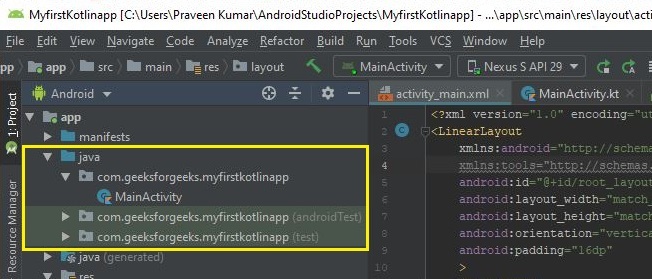 MyfirstKotlinapp [C:\Users\Praveen Kumar\AndroidStudioProjects\MyfirstKotlinapp] - ...\app\src\main\res\layout\acti
File Edit View Navigate Code Analyze Refactor Build Run Tools VCS Window Help
pp app src main res layout MainActivity Nexus S API 29
1: Project
Resource Manager
Android
app
manifests
java
com.geeksforgeeks.myfirstkotlinapp
MainActivity
com.geeksforgeeks.myfirstkotlinapp (androidTest)
com.geeksforgeeks.myfirstkotlinapp (test)
java (generated)
res
activity_main.xml MainActivity.kt
1 <?xml version="1.0" encoding="ut
2 <LinearLayout
3 xmlns:android="http://schema
4 xmlns:tools="http://schemas.
5 android:id="@+id/root_layou
6 android:layout_width="match_
7 android:layout_height="match
8 android:orientation="vertica
9 android:padding="16dp"
10 >